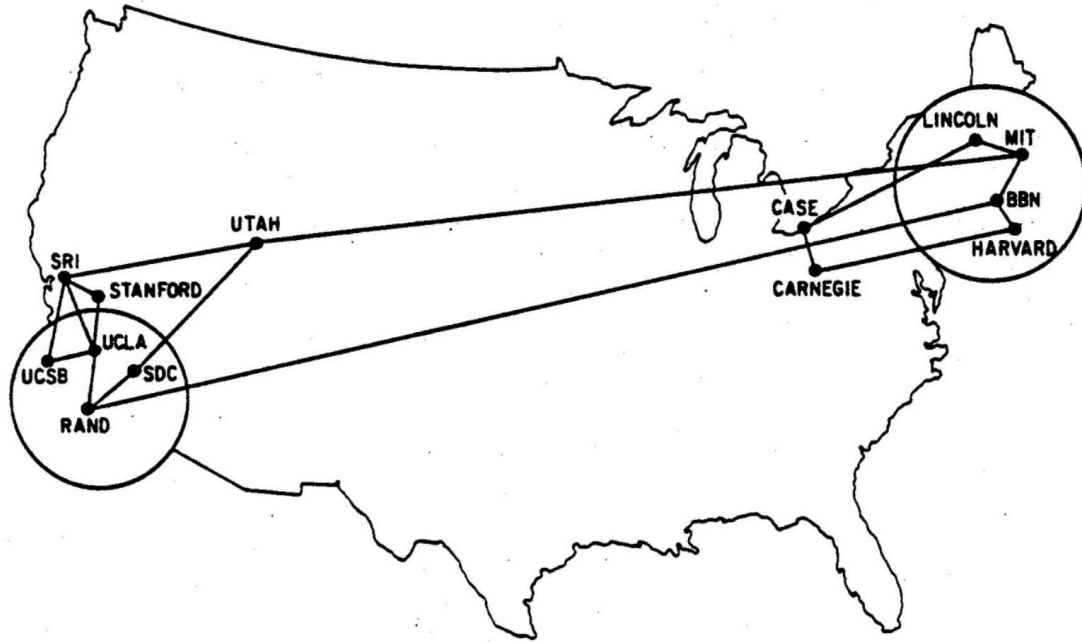 LINCOLN
MIT
CASE
BBN
UTAH
HARVARD
SRI
CARNEGIE
STANFORD
UCLA
UCSB
SDC
RAND